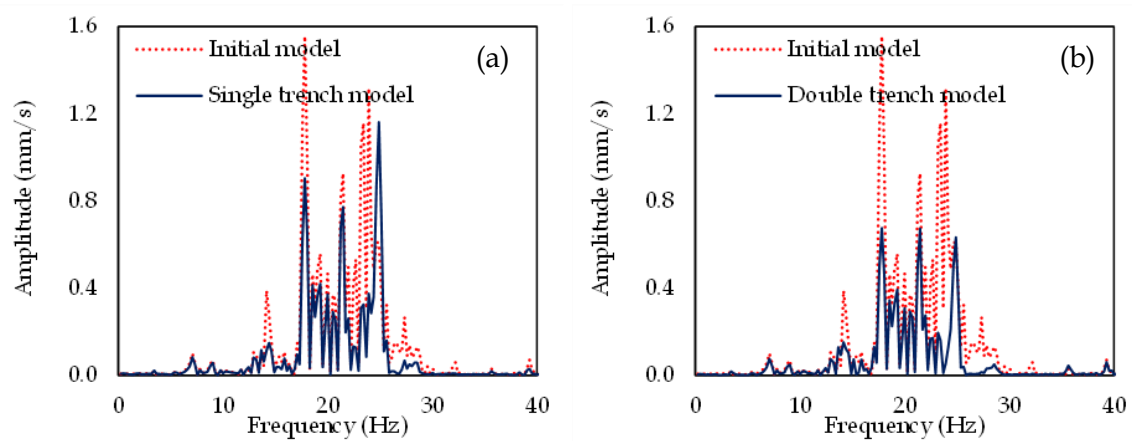 1.6
1.2
0.8
0.4
0.0
Amplitude (mm/s)
Initial model
Single trench model
(a)
0
10
20
30
40
Frequency (Hz)
1.6
1.2
0.8
0.4
0.0
Amplitude (mm/s)
Initial model
Double trench model
(b)
0
10
20
30
40
Frequency (Hz)